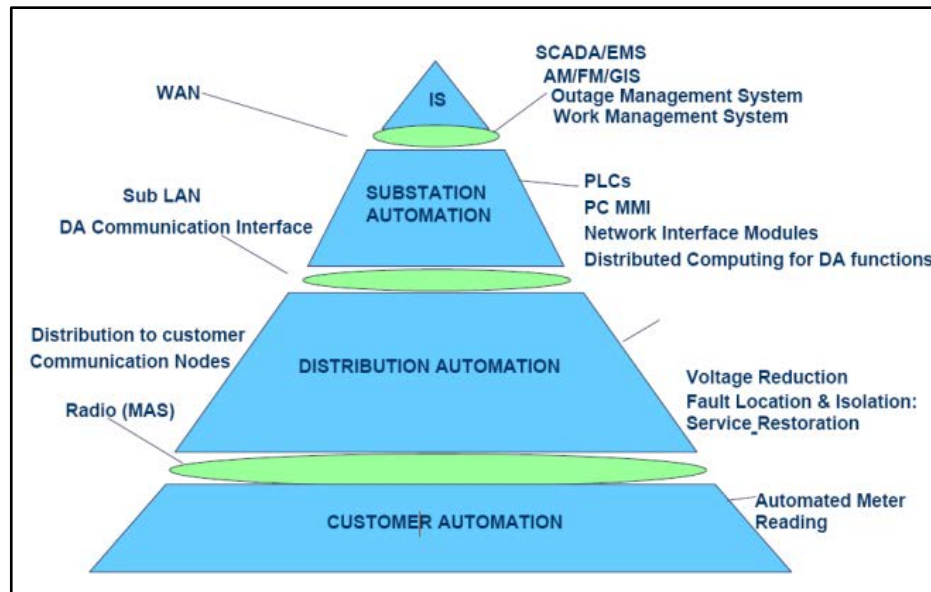 SCADA/EMS
AM/FM/GIS
Outage Management System
Work Management System
WAN
IS
Sub LAN
DA Communication Interface
SUBSTATION
AUTOMATION
PLCs
PC MMI
Network Interface Modules
Distributed Computing for DA functions
Distribution to customer
Communication Nodes
Radio (MAS)
DISTRIBUTION AUTOMATION
Voltage Reduction
Fault Location & Isolation:
Service_Restoration
CUSTOMER AUTOMATION
Automated Meter
Reading